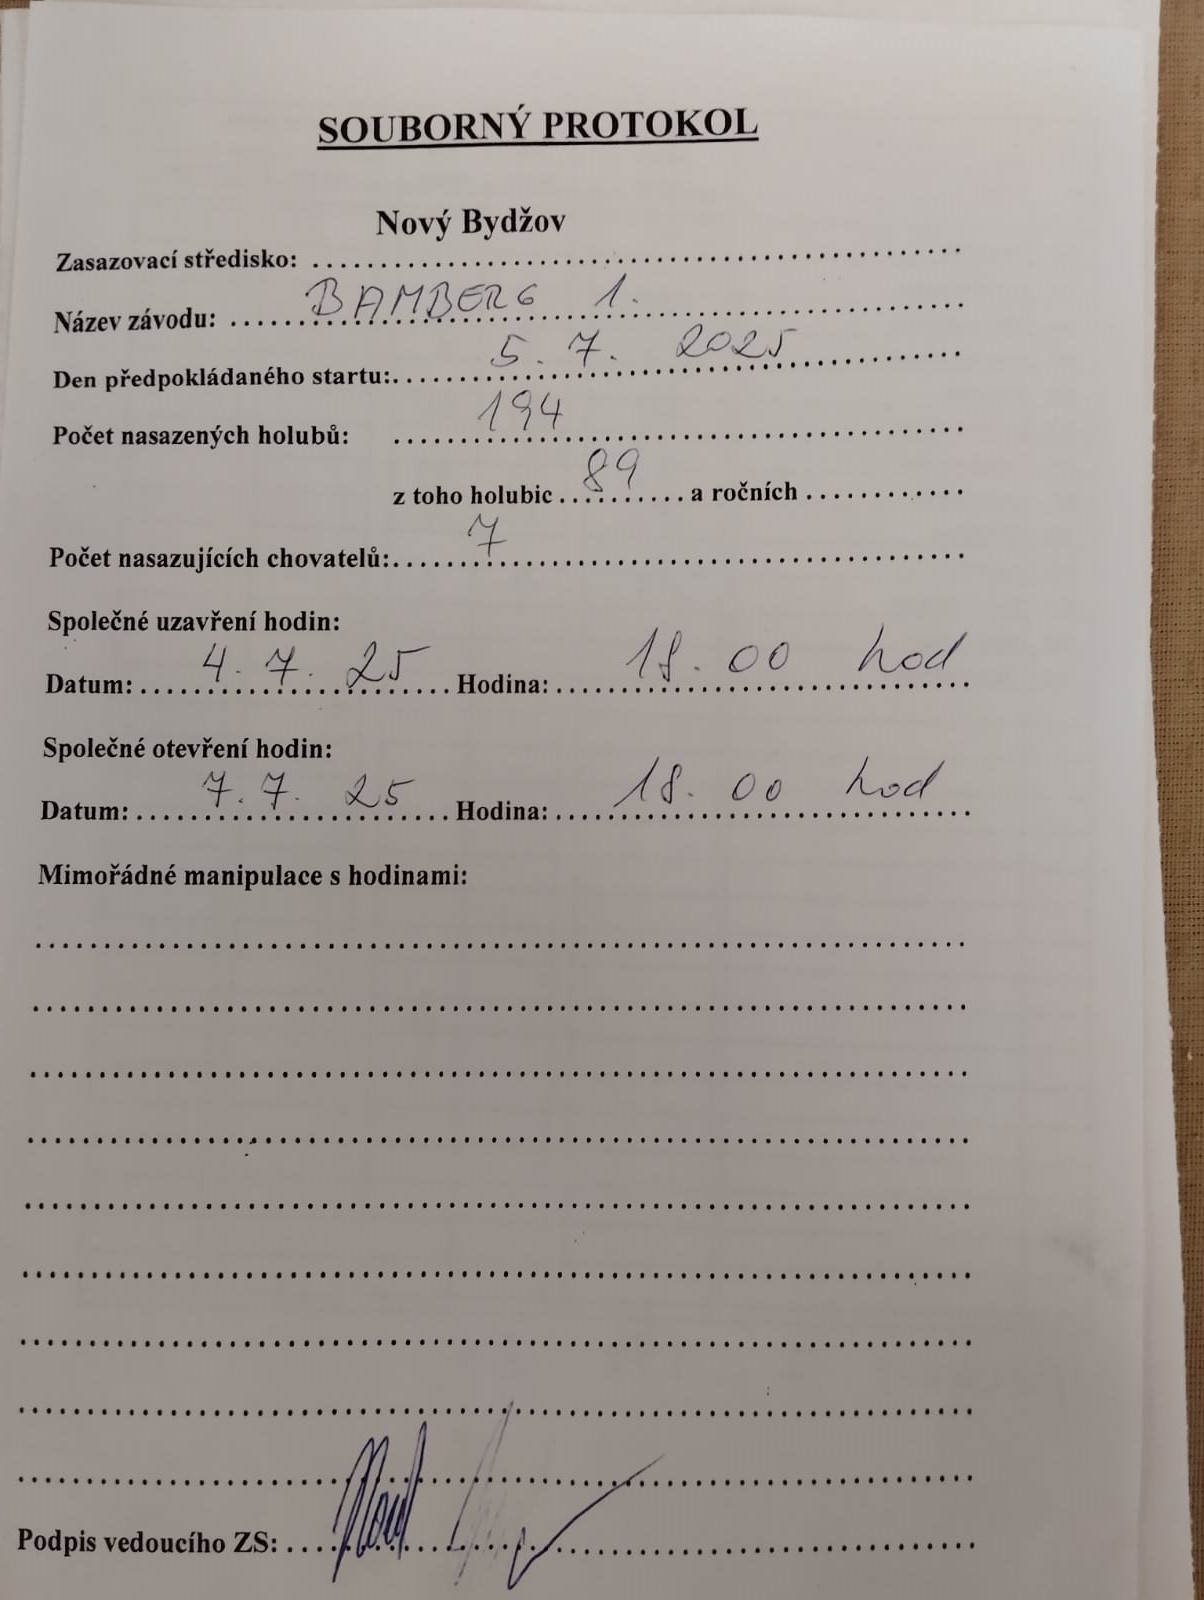 SOUBORNÝ PROTOKOL
Nový Bydžov
Zasazovací středisko:
Název závodu: BAMBERG 1.
Den předpokládaného startu: 5. 7. 2025
Počet nasazených holubů: 194
z toho holubic 89 a ročních
Počet nasazujících chovatelů: 7
Společné uzavření hodin:
Datum: 4. 7. 25 Hodina: 18.00 hod
Společné otevření hodin:
Datum: 7. 7. 25 Hodina: 18.00 hod
Mimořádné manipulace s hodinami:
Podpis vedoucího ZS: